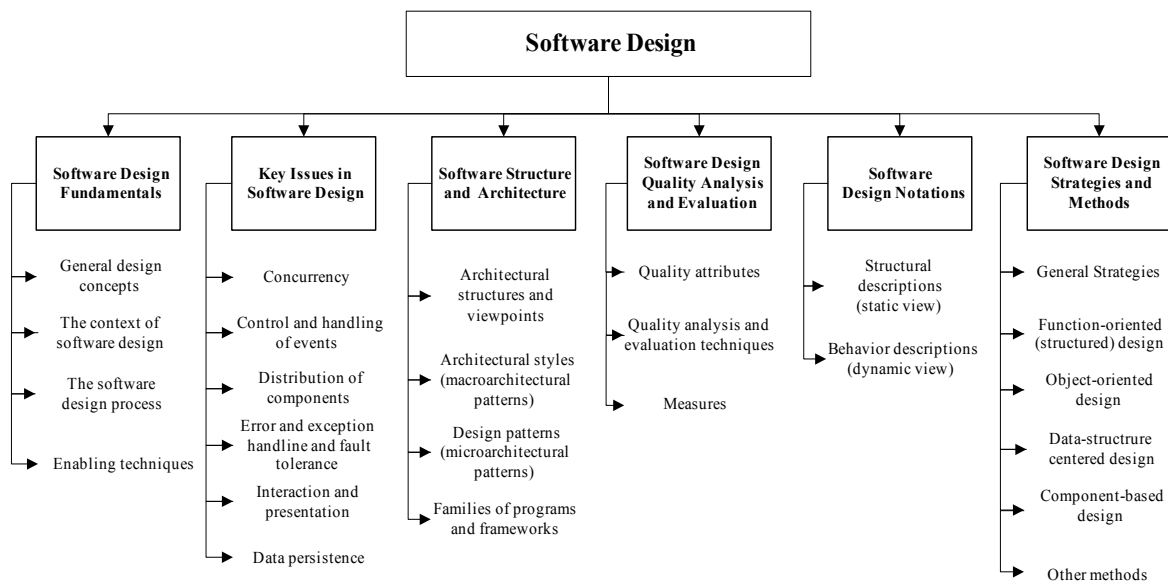 Software Design
Software Design
Fundamentals
General design
concepts
The context of
software design
The software
design process
Enabling techniques
Key Issues in
Software Design
Concurrency
Control and handling
of events
Distribution of
components
Error and exception
handline and fault
tolerance
Interaction and
presentation
Data persistence
Software Structure
and Architecture
Architectural
structures and
viewpoints
Architectural styles
(macroarchitectural
patterns)
Design patterns
(microarchitectural
patterns)
Families of programs
and frameworks
Software Design
Quality Analysis
and Evaluation
Quality attributes
Quality analysis and
evaluation techniques
Measures
Software
Design Notations
Structural
descriptions
(static view)
Behavior descriptions
(dynamic view)
Software Design
Strategies and
Methods
General Strategies
Function-oriented
(structured) design
Object-oriented
design
Data-structrure
centered design
Component-based
design
Other methods